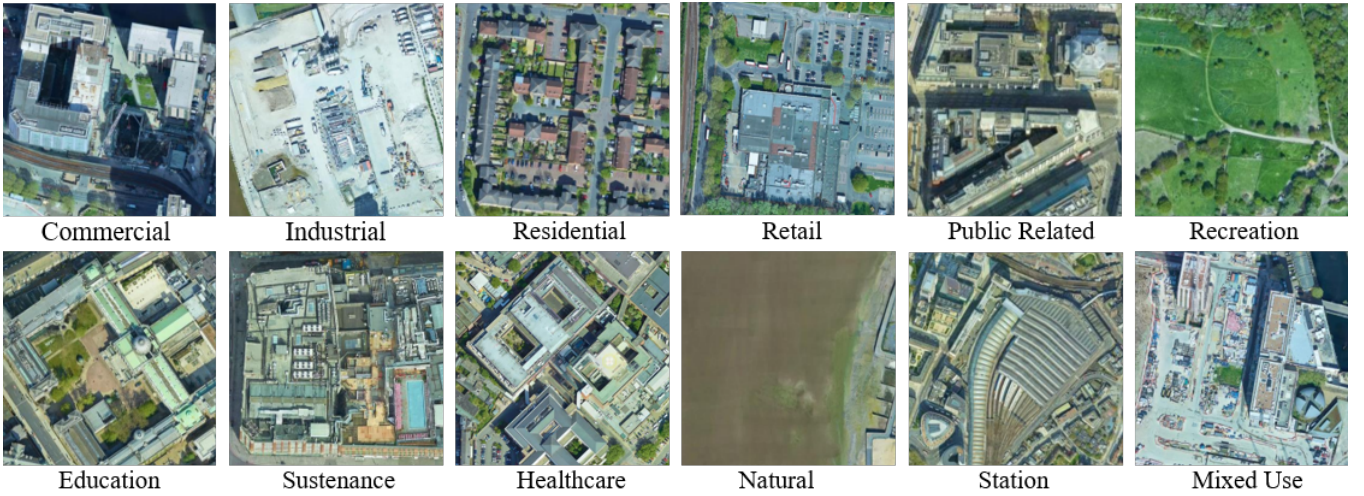 Commercial
Industrial
Residential
Retail
Public Related
Recreation
Education
Sustenance
Healthcare
Natural
Station
Mixed Use